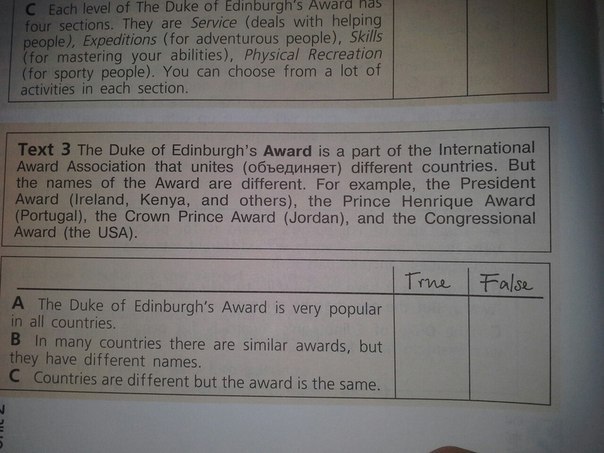 C Each level of The Duke of Edinburgh's Award has
four sections. They are Service (deals with helping
people), Expeditions (for adventurous people), Skills
(for mastering your abilities), Physical Recreation
(for sporty people). You can choose from a lot of
activities in each section.
Text 3 The Duke of Edinburgh's Award is a part of the International
Award Association that unites (объединяет) different countries. But
the names of the Award are different. For example, the President
Award (Ireland, Kenya, and others), the Prince Henrique Award
(Portugal), the Crown Prince Award (Jordan), and the Congressional
Award (the USA).
True False
A The Duke of Edinburgh's Award is very popular
in all countries.
B In many countries there are similar awards, but
they have different names.
C Countries are different but the award is the same.